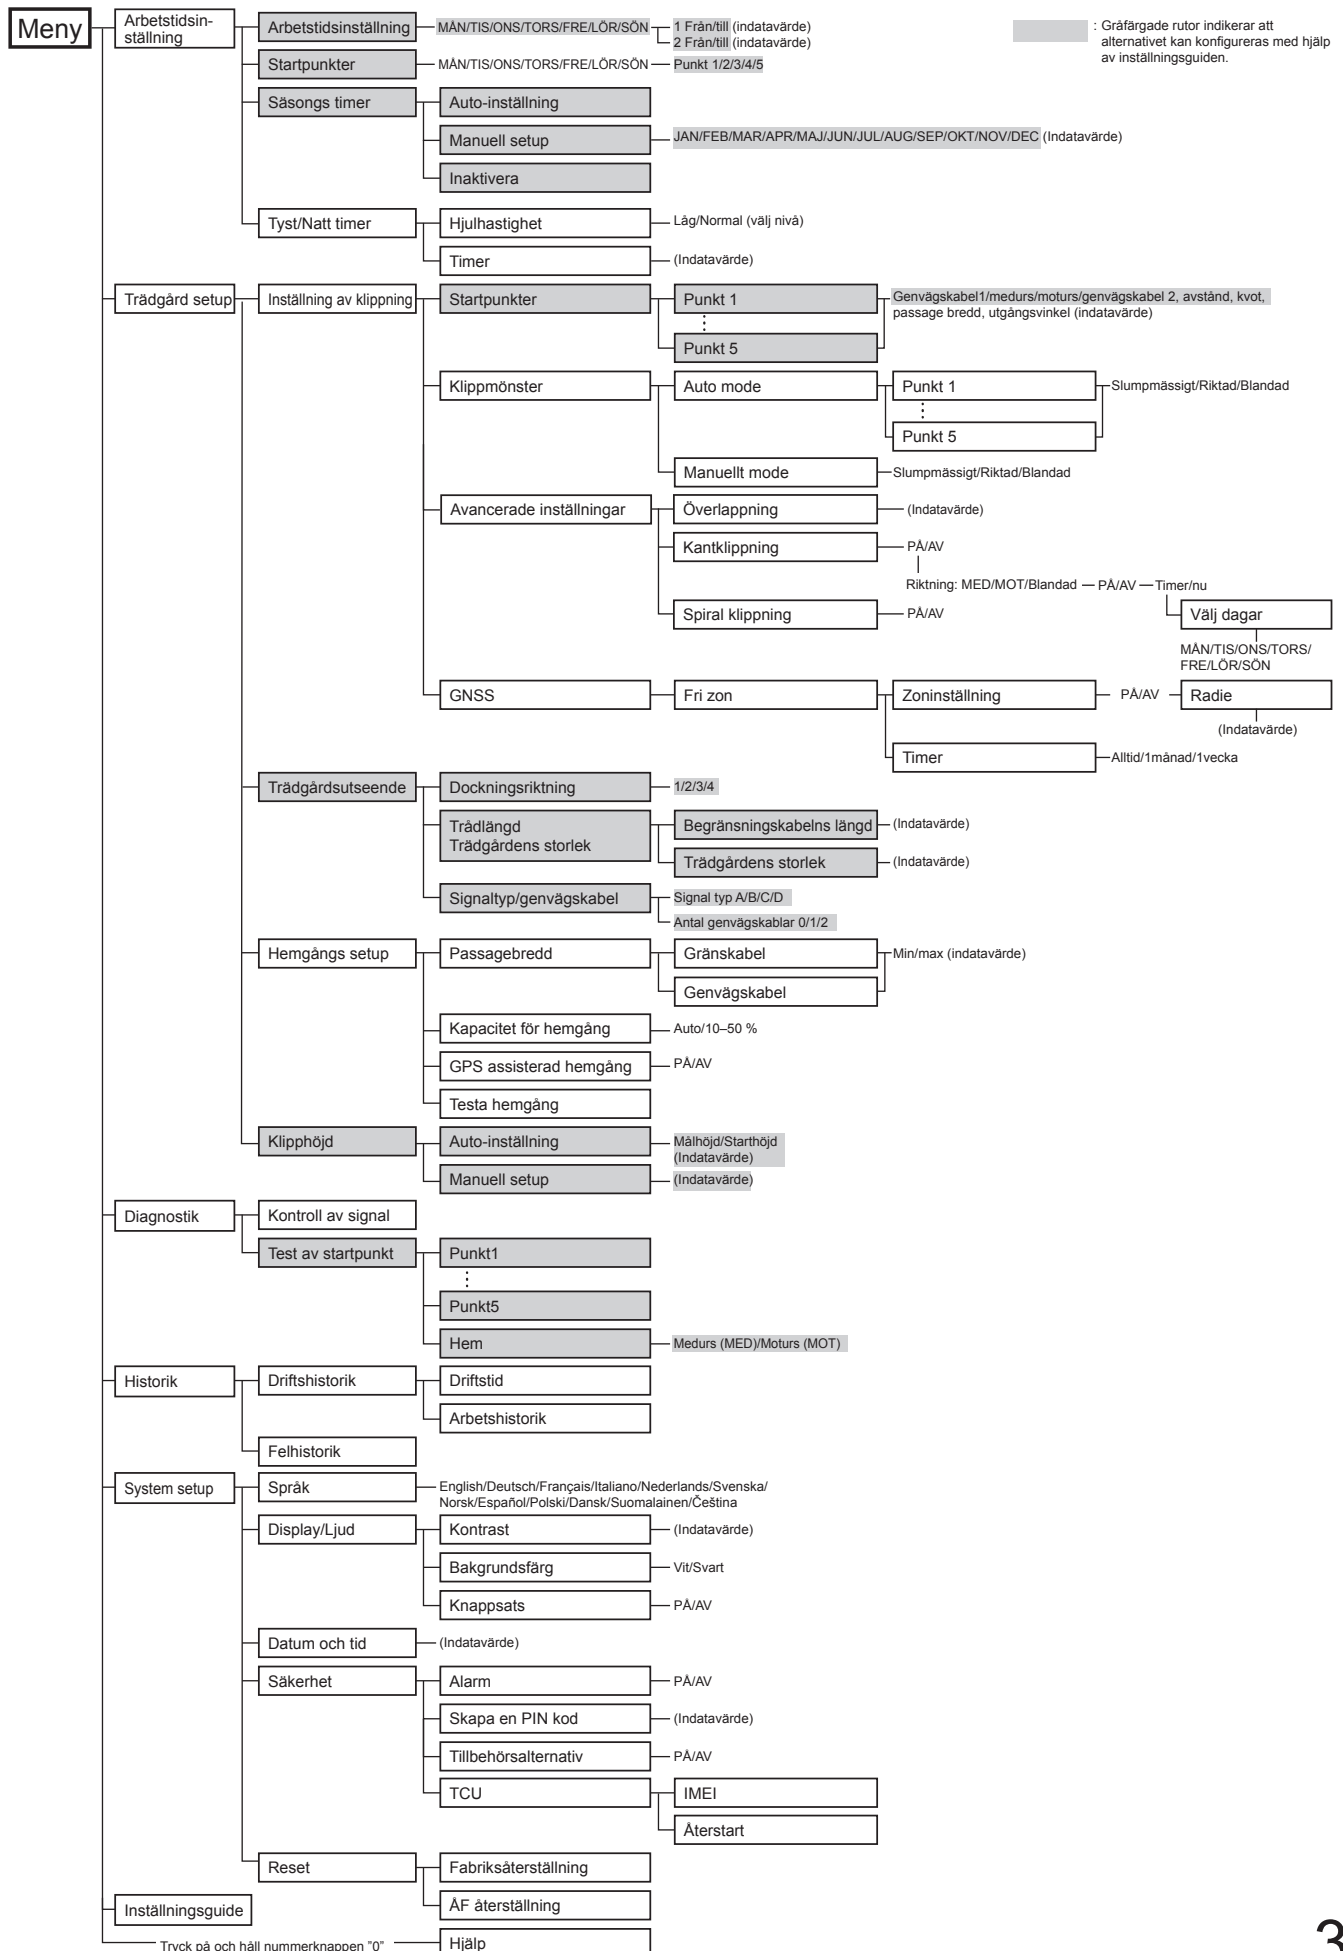 Meny
Arbetstidsin-
ställning
Arbetstidsinställning
MÅN/TIS/ONS/TORS/FRE/LÖR/SÖN
1 Från/till (indatavärde)
2 Från/till (indatavärde)
: Gråfärgade rutor indikerar att
alternativet kan konfigureras med hjälp
av inställningsguiden.
Startpunkter
MÅN/TIS/ONS/TORS/FRE/LÖR/SÖN
Punkt 1/2/3/4/5
Säsongs timer
Auto-inställning
Manuell setup
JAN/FEB/MAR/APR/MAJ/JUN/JUL/AUG/SEP/OKT/NOV/DEC (Indatavärde)
Inaktivera
Tyst/Natt timer
Hjulhastighet
Låg/Normal (välj nivå)
Timer
(Indatavärde)
Trädgård setup
Inställning av klippning
Startpunkter
Punkt 1
Genvägskabel1/medurs/moturs/genvägskabel 2, avstånd, kvot,
passage bredd, utgångsvinkel (indatavärde)
Punkt 5
Klippmönster
Auto mode
Punkt 1
Slumpmässigt/Riktad/Blandad
Punkt 5
Manuellt mode
Slumpmässigt/Riktad/Blandad
Avancerade inställningar
Överlappning
(Indatavärde)
Kantklippning
PÅ/AV
Riktning: MED/MOT/Blandad
PÅ/AV
Timer/nu
Spiral klippning
PÅ/AV
Välj dagar
MÅN/TIS/ONS/TORS/
FRE/LÖR/SÖN
GNSS
Fri zon
Zoninställning
PÅ/AV
Radie
(Indatavärde)
Timer
Alltid/1månad/1vecka
Trädgårdsutseende
Dockningsriktning
1/2/3/4
Trådlängd
Trädgårdens storlek
Begränsningskabelns längd
(Indatavärde)
Trädgårdens storlek
(Indatavärde)
Signaltyp/genvägskabel
Signal typ A/B/C/D
Antal genvägskablar 0/1/2
Hemgångs setup
Passagebredd
Gränskabel
Min/max (indatavärde)
Genvägskabel
Kapacitet för hemgång
Auto/10–50 %
GPS assisterad hemgång
PÅ/AV
Testa hemgång
Klipphöjd
Auto-inställning
Målhöjd/Starthöjd
(Indatavärde)
Manuell setup
(Indatavärde)
Diagnostik
Kontroll av signal
Test av startpunkt
Punkt1
Punkt5
Hem
Medurs (MED)/Moturs (MOT)
Historik
Driftshistorik
Driftstid
Arbetshistorik
Felhistorik
System setup
Språk
English/Deutsch/Français/Italiano/Nederlands/Svenska/
Norsk/Español/Polski/Dansk/Suomalainen/Čeština
Display/Ljud
Kontrast
(Indatavärde)
Bakgrundsfärg
Vit/Svart
Knappsats
PÅ/AV
Datum och tid
(Indatavärde)
Säkerhet
Alarm
PÅ/AV
Skapa en PIN kod
(Indatavärde)
Tillbehörsalternativ
PÅ/AV
TCU
IMEI
Återstart
Reset
Fabriksåterställning
ÅF återställning
Inställningsguide
Tryck på och håll nummerknappen ”0”
Hjälp
3